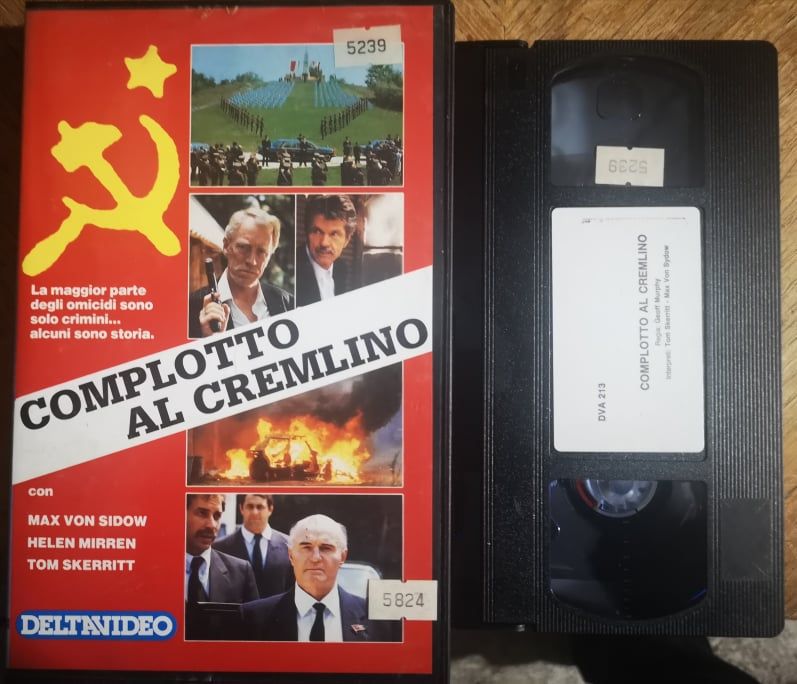 5239
La maggior parte
degli omicidi sono
solo crimini...
alcuni sono storia.
COMPLOTTO
AL CREMLINO
con
MAX VON SIDOW
HELEN MIRREN
TOM SKERRITT
DELTAVIDEO
5824
5239
COMPLOTTO AL CREMLINO
Regia: Geoff Murphy
Interpreti: Tom Skerritt - Max Von Sydow
DVA 213